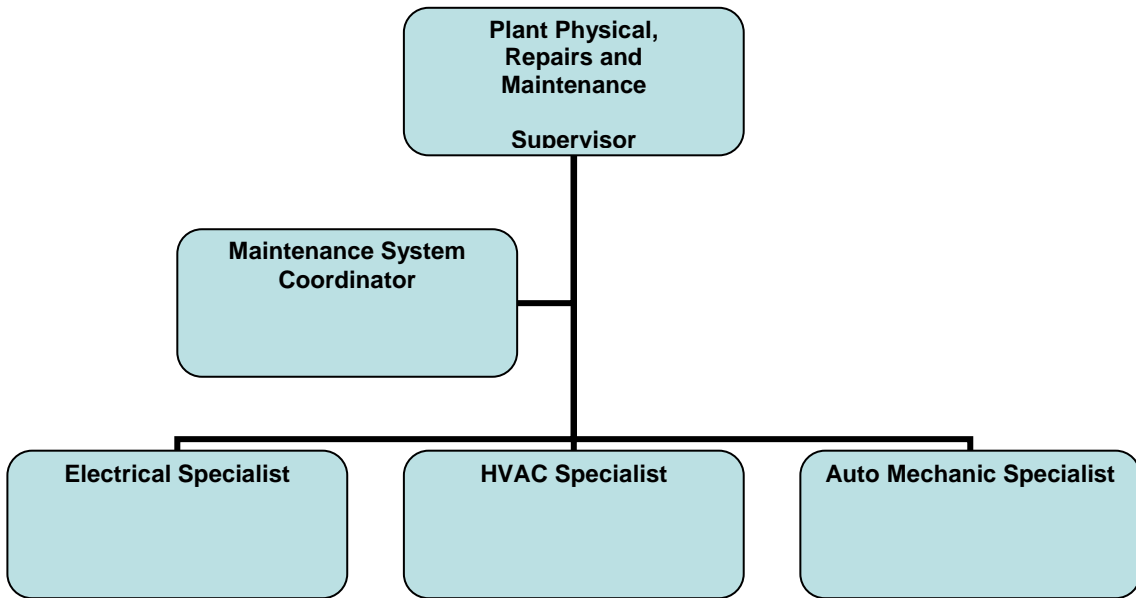 Plant Physical,
Repairs and
Maintenance
Supervisor
Maintenance System
Coordinator
Electrical Specialist
HVAC Specialist
Auto Mechanic Specialist